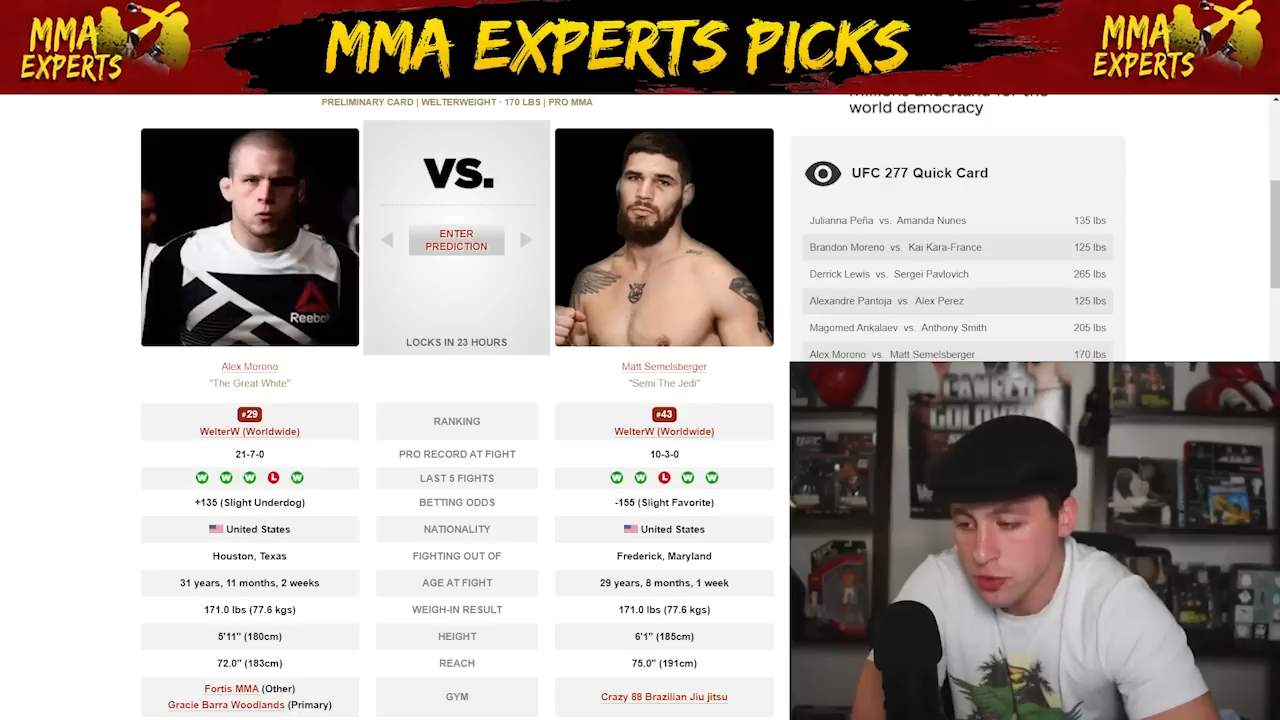 MMA
EXPERTS
MMA EXPERTS PICKS
MMA
EXPERTS
PRELIMINARY CARD | WELTERWEIGHT · 170 LBS | PRO MMA
world democracy
VS.
ENTER
PREDICTION
LOCKS IN 23 HOURS
Reebok
Alex Morono
"The Great White"
Matt Semelsberger
"Semi The Jedi"
#29
WelterW (Worldwide)
RANKING
#43
WelterW (Worldwide)
21-7-0 PRO RECORD AT FIGHT 10-3-0
W W W L W LAST 5 FIGHTS W W L W W
+135 (Slight Underdog) BETTING ODDS -155 (Slight Favorite)
United States NATIONALITY United States
Houston, Texas FIGHTING OUT OF Frederick, Maryland
31 years, 11 months, 2 weeks AGE AT FIGHT 29 years, 8 months, 1 week
171.0 lbs (77.6 kgs) WEIGH-IN RESULT 171.0 lbs (77.6 kgs)
5'11" (180cm) HEIGHT 6'1" (185cm)
72.0" (183cm) REACH 75.0" (191cm)
Fortis MMA (Other)
Gracie Barra Woodlands (Primary)
GYM
Crazy 88 Brazilian Jiu jitsu
UFC 277 Quick Card
Julianna Peña vs. Amanda Nunes 135 lbs
Brandon Moreno vs. Kai Kara-France 125 lbs
Derrick Lewis vs. Sergei Pavlovich 265 lbs
Alexandre Pantoja vs. Alex Perez 125 lbs
Magomed Ankalaev vs. Anthony Smith 205 lbs
Alex Morono vs. Matt Semelsberger 170 lbs
CANELO
GOLOVKIN